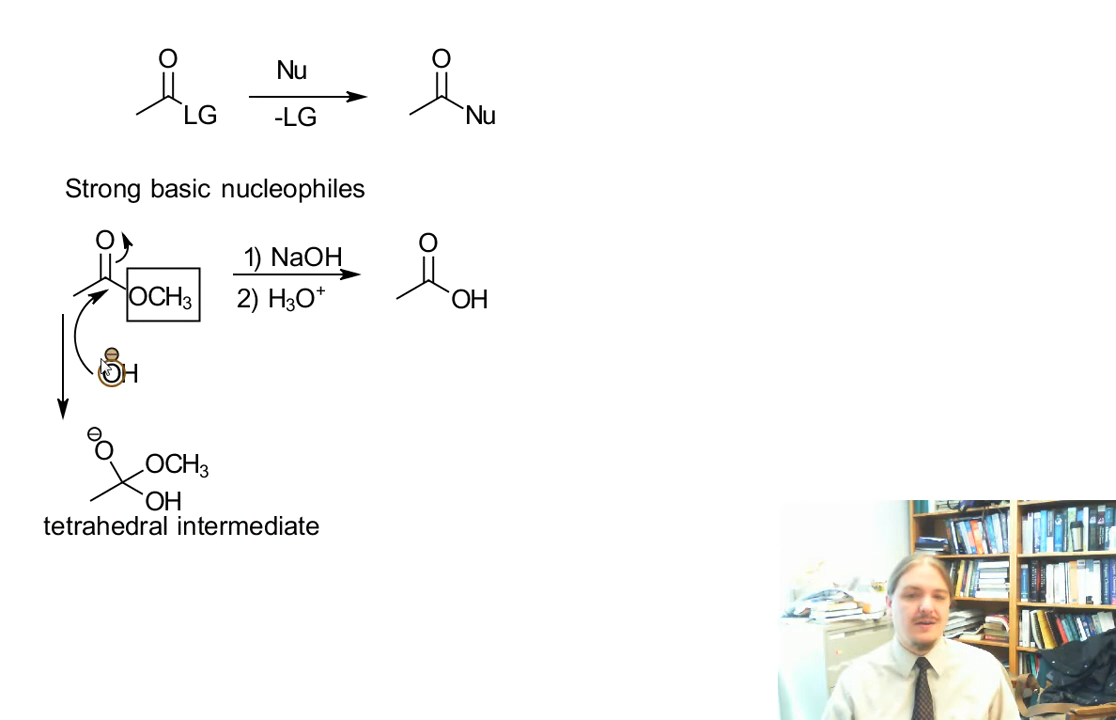 O
LG
Nu
-LG
O
Nu
Strong basic nucleophiles
O
OCH₃
1) NaOH
2) H₃O⁺
O
OH
⊖
OH
⊖
O
OCH₃
OH
tetrahedral intermediate